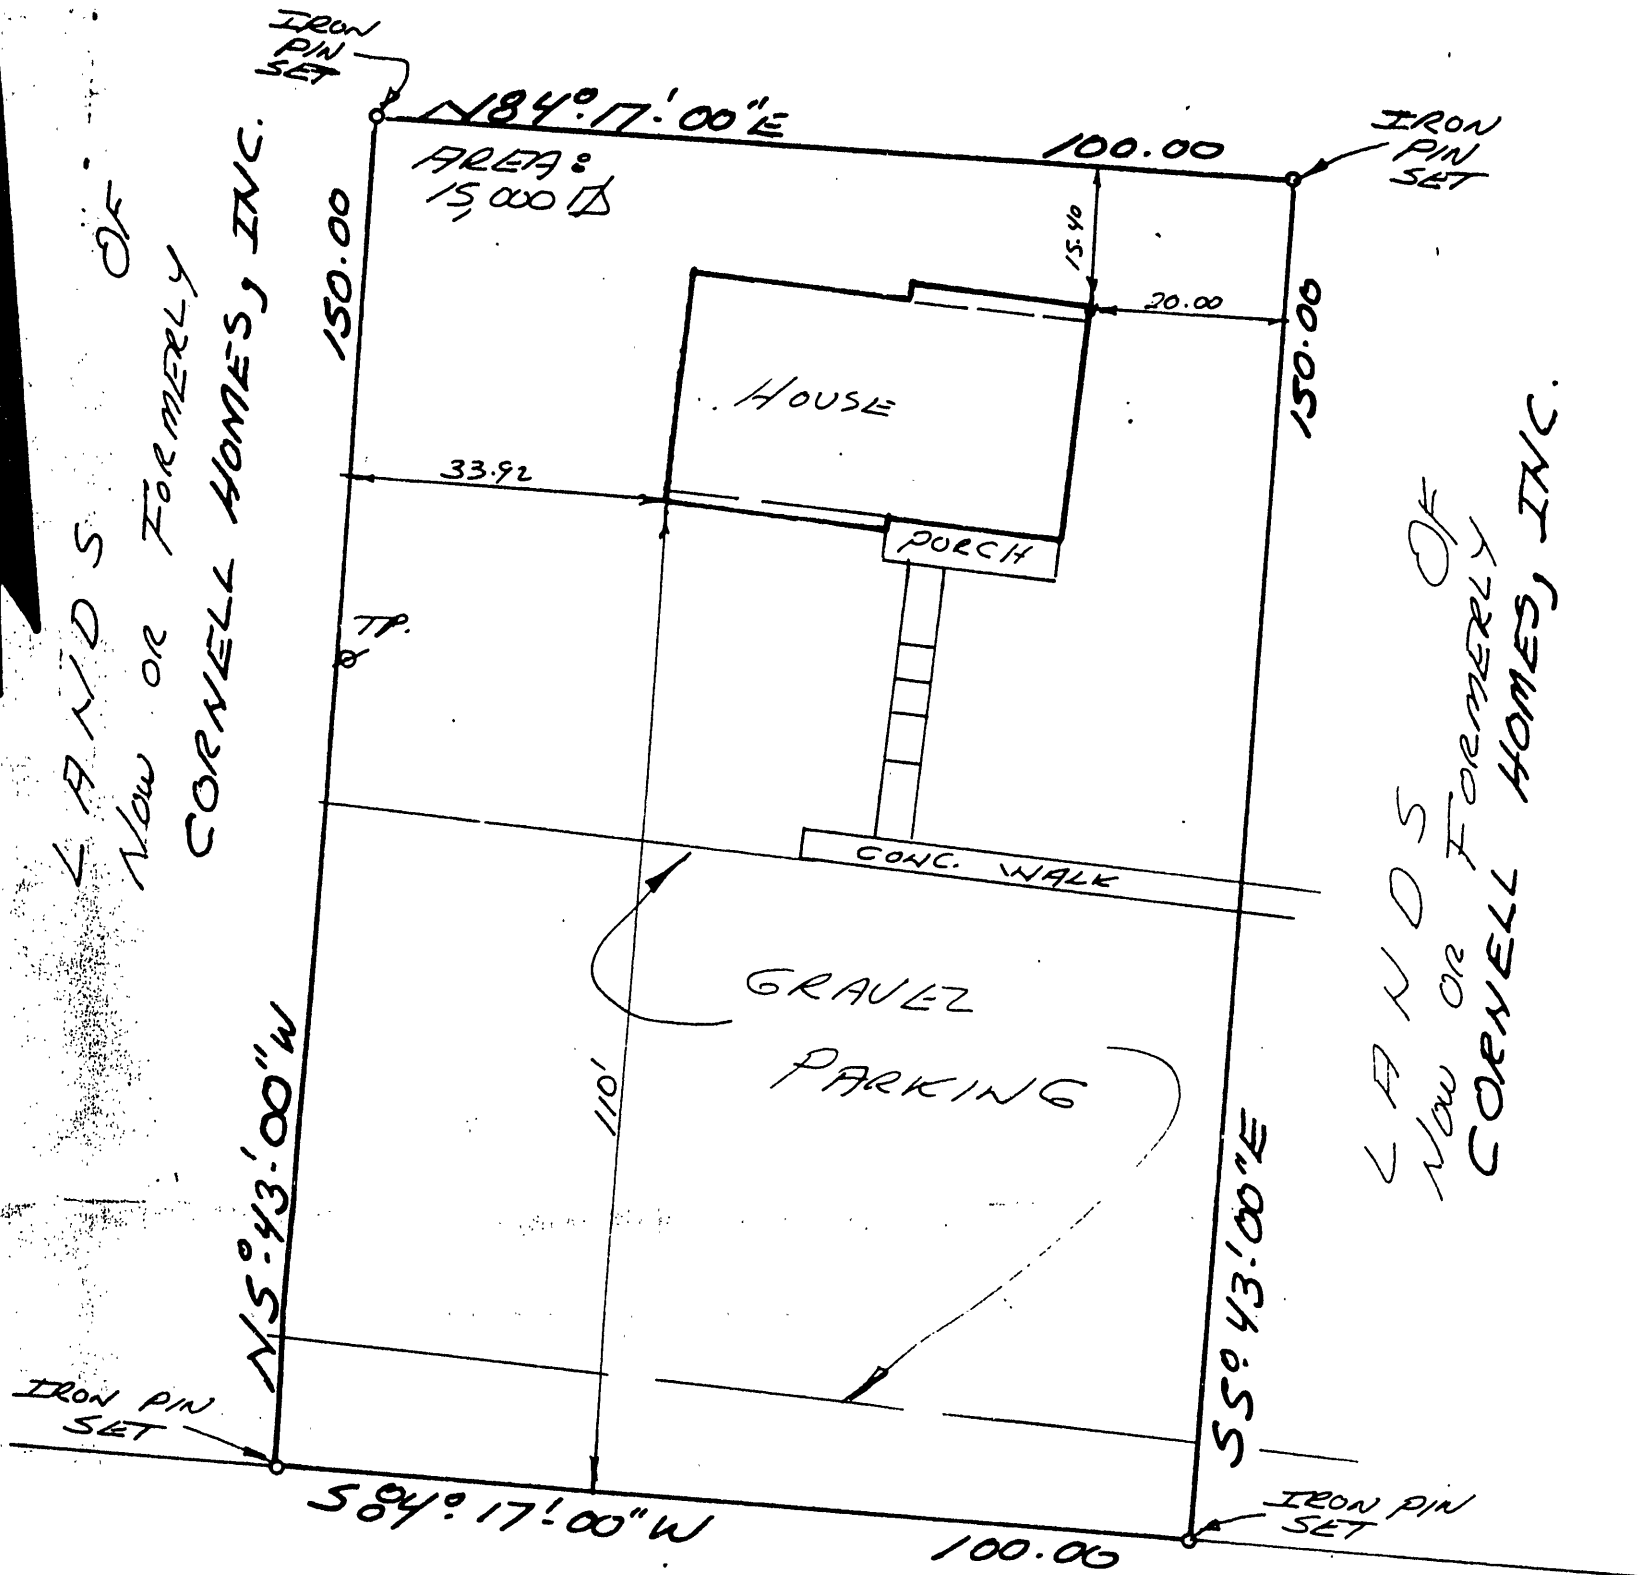 IRON
PIN
SET
N84°·17'·00"E
100.00
IRON
PIN
SET
AREA:
15,000
150.00
15.40
20.00
150.00
HOUSE
33.92
PORCH
TP.
LANDS OF
NOW OR FORMERLY
CORNELL HOMES, INC.
CONC. WALK
GRAVEL
PARKING
110'
LANDS OF
NOW OR FORMERLY
CORNELL HOMES, INC.
N5°·43'·00"W
S5°·43'·00"E
IRON PIN
SET
S84°·17'·00"W
100.00
IRON PIN
SET